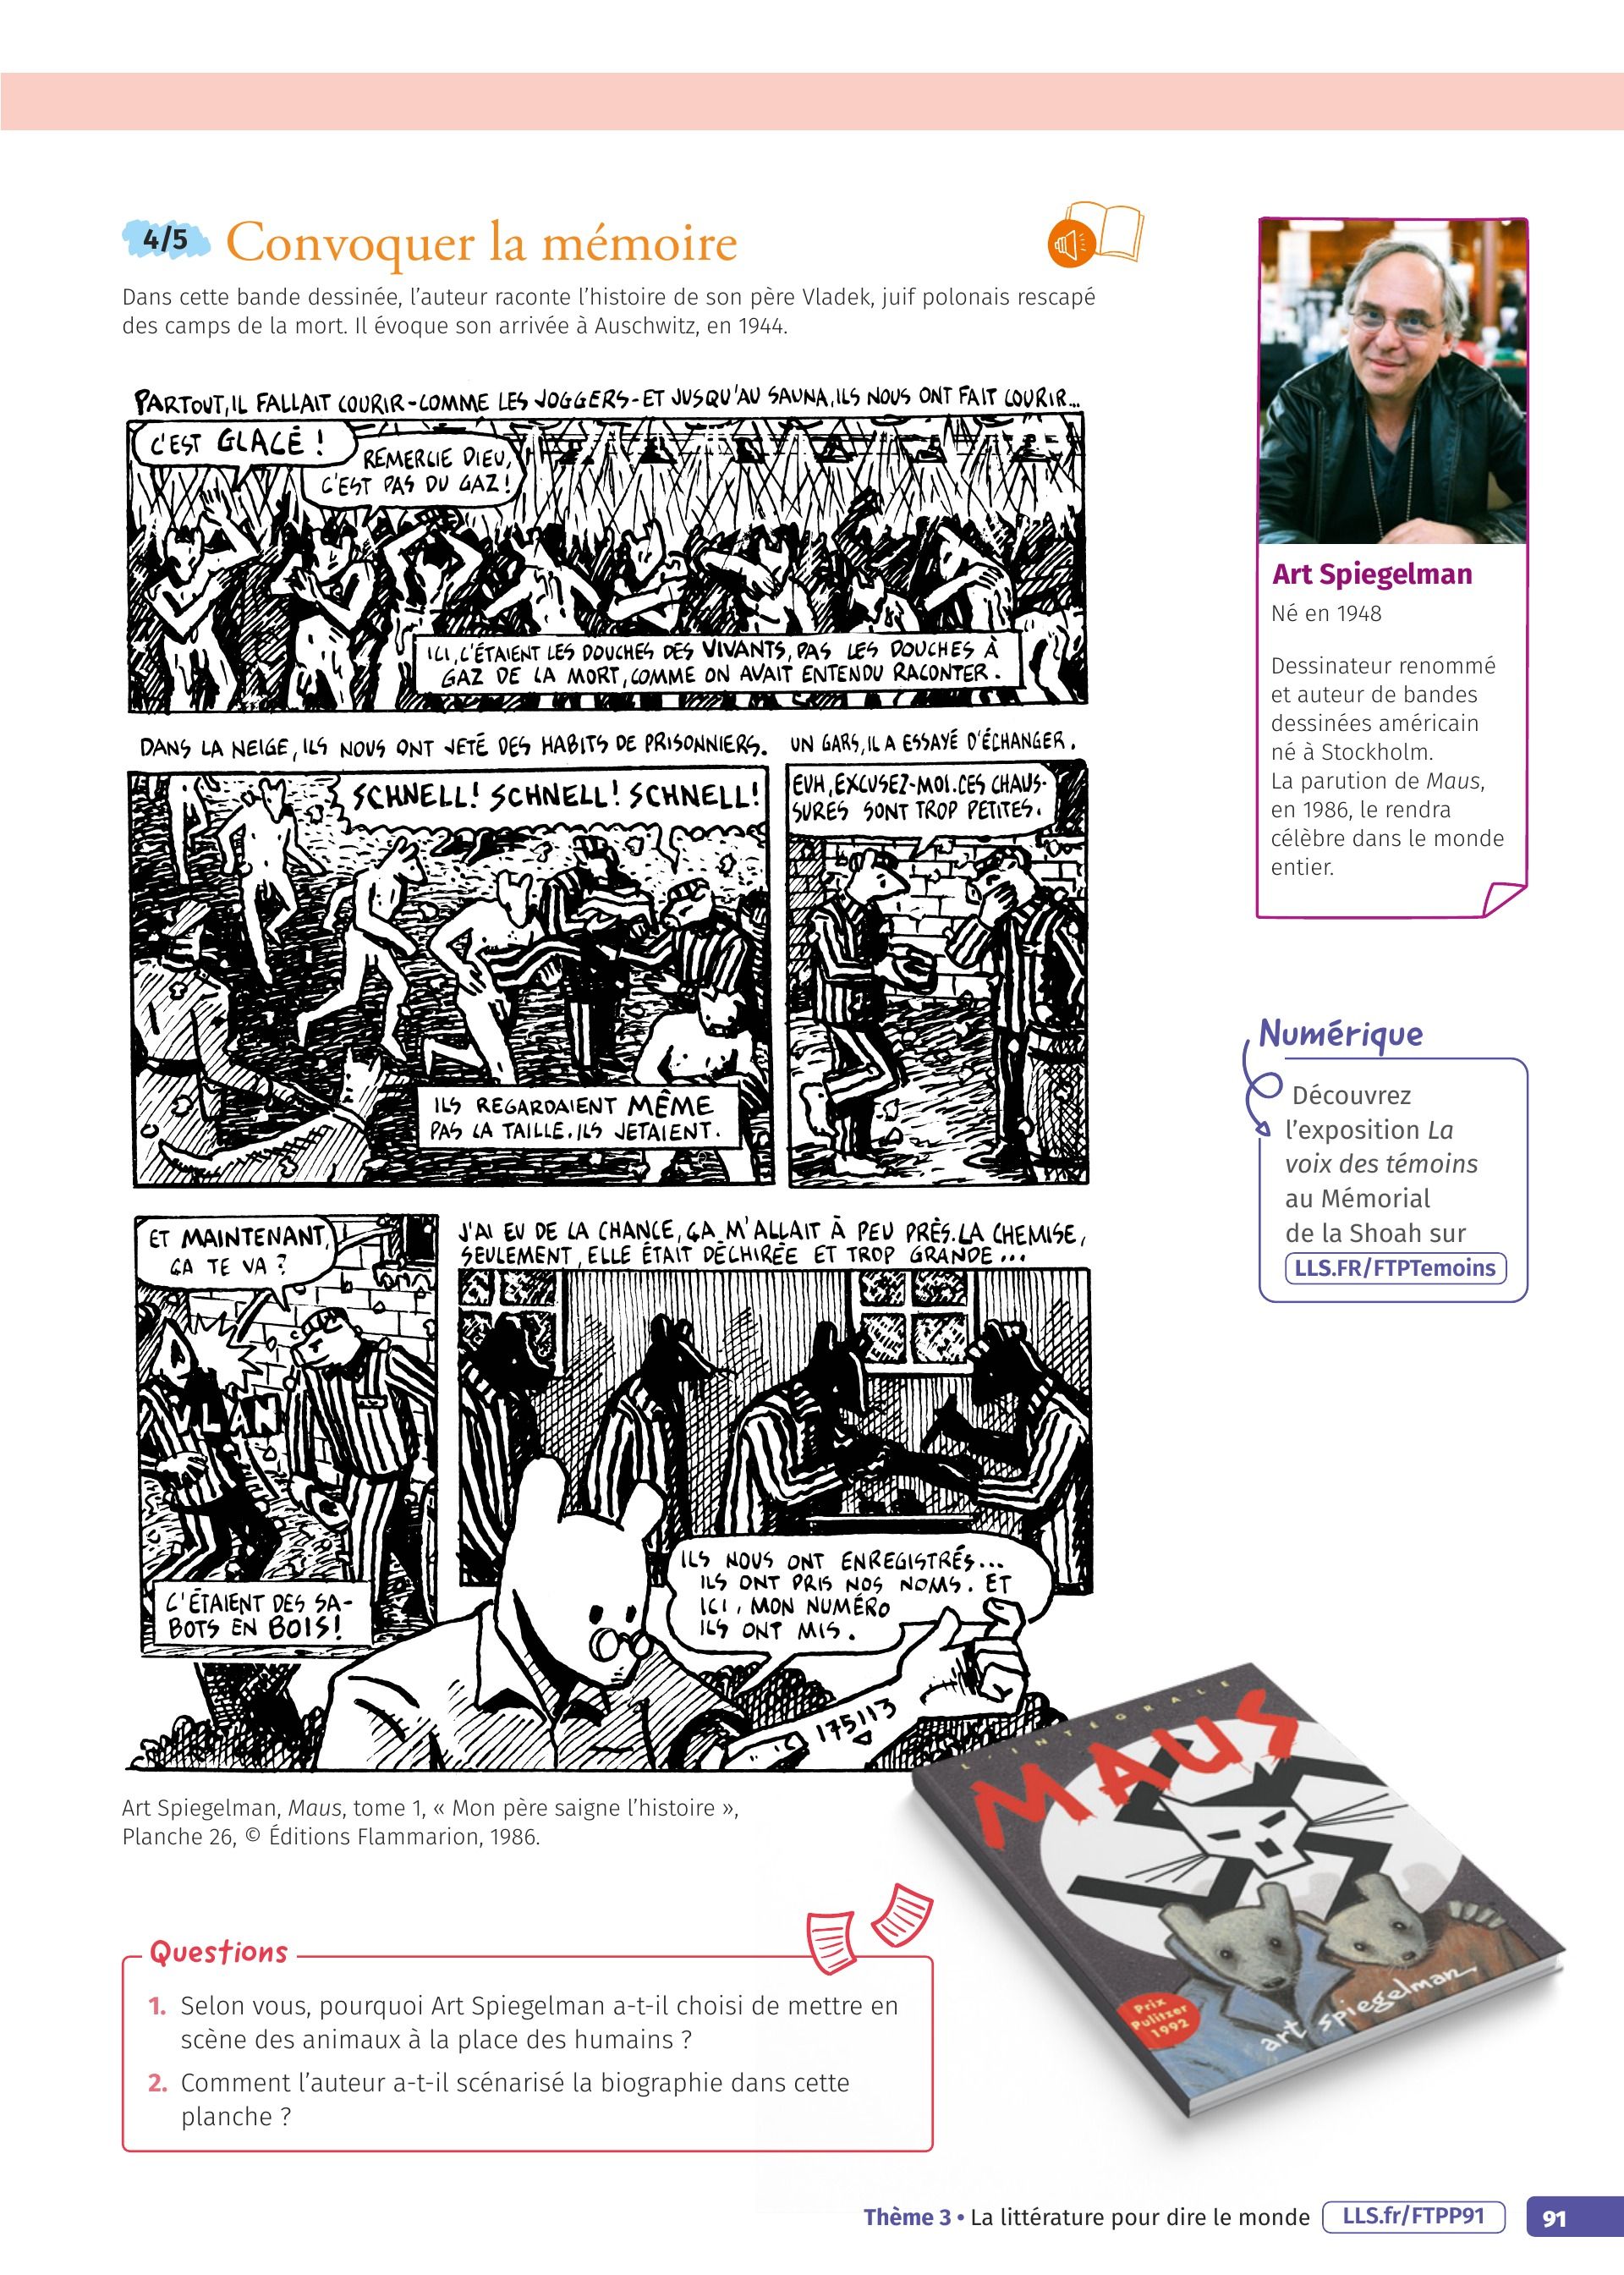 4/5 Convoquer la mémoire
Dans cette bande dessinée, l'auteur raconte l'histoire de son père Vladek, juif polonais rescapé
des camps de la mort. Il évoque son arrivée à Auschwitz, en 1944.
PARTOUT, IL FALLAIT COURIR - COMME LES JOGGERS - ET JUSQU'AU SAUNA, ILS NOUS ONT FAIT COURIR...
C'EST GLACÉ !
REMERCIE DIEU,
C'EST PAS DU GAZ !
ICI, C'ÉTAIENT LES DOUCHES DES VIVANTS, PAS LES DOUCHES À
GAZ DE LA MORT, COMME ON AVAIT ENTENDU RACONTER.
DANS LA NEIGE, ILS NOUS ONT JETÉ DES HABITS DE PRISONNIERS.
SCHNELL! SCHNELL! SCHNELL!
ILS REGARDAIENT MÊME
PAS LA TAILLE. ILS JETAIENT.
UN GARS, IL A ESSAYÉ D'ÉCHANGER.
EUH, EXCUSEZ-MOI. CES CHAUS-
SURES SONT TROP PETITES.
ET MAINTENANT,
ÇA TE VA ?
VLAN
C'ÉTAIENT DES SA-
BOTS EN BOIS!
J'AI EU DE LA CHANCE, ÇA M'ALLAIT À PEU PRÈS. LA CHEMISE,
SEULEMENT, ELLE ÉTAIT DÉCHIRÉE ET TROP GRANDE...
ILS NOUS ONT ENREGISTRÉS...
ILS ONT PRIS NOS NOMS. ET
ICI, MON NUMÉRO
ILS ONT MIS.
175113
Art Spiegelman, Maus, tome 1, « Mon père saigne l'histoire »,
Planche 26, © Éditions Flammarion, 1986.
Art Spiegelman
Né en 1948
Dessinateur renommé
et auteur de bandes
dessinées américain
né à Stockholm.
La parution de Maus,
en 1986, le rendra
célèbre dans le monde
entier.
Numérique
Découvrez
l'exposition La
voix des témoins
au Mémorial
de la Shoah sur
LLS.FR/FTPTemoins
L'INTÉGRALE
MAUS
Prix
Pulitzer
1992
art spiegelman
Questions
1. Selon vous, pourquoi Art Spiegelman a-t-il choisi de mettre en
scène des animaux à la place des humains ?
2. Comment l'auteur a-t-il scénarisé la biographie dans cette
planche ?
Thème 3 • La littérature pour dire le monde LLS.fr/FTPP91 91